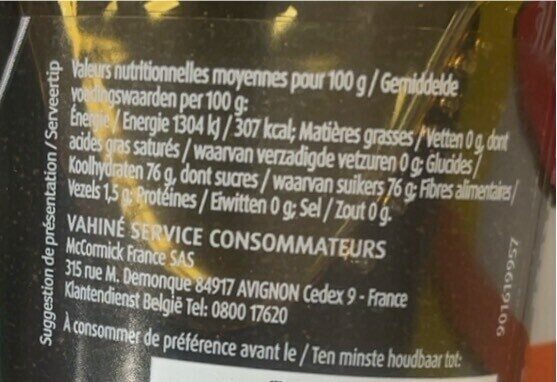 Valeurs nutritionnelles moyennes pour 100 g / Gemiddelde
voedingswaarden per 100 g:
Énergie / Energie 1304 kJ / 307 kcal; Matières grasses / Vetten 0 g, dont
acides gras saturés / waarvan verzadigde vetzuren 0 g; Glucides /
Koolhydraten 76 g, dont sucres / waarvan suikers 76 g; Fibres alimentaires /
Vezels 1,5 g; Protéines / Eiwitten 0 g; Sel / Zout 0 g.
VAHINÉ SERVICE CONSOMMATEURS
McCormick France SAS
315 rue M. Demonque 84917 AVIGNON Cedex 9 - France
Klantendienst België Tel: 0800 17620
À consommer de préférence avant le / Ten minste houdbaar tot:
Suggestion de présentation / Serveertip
901619957